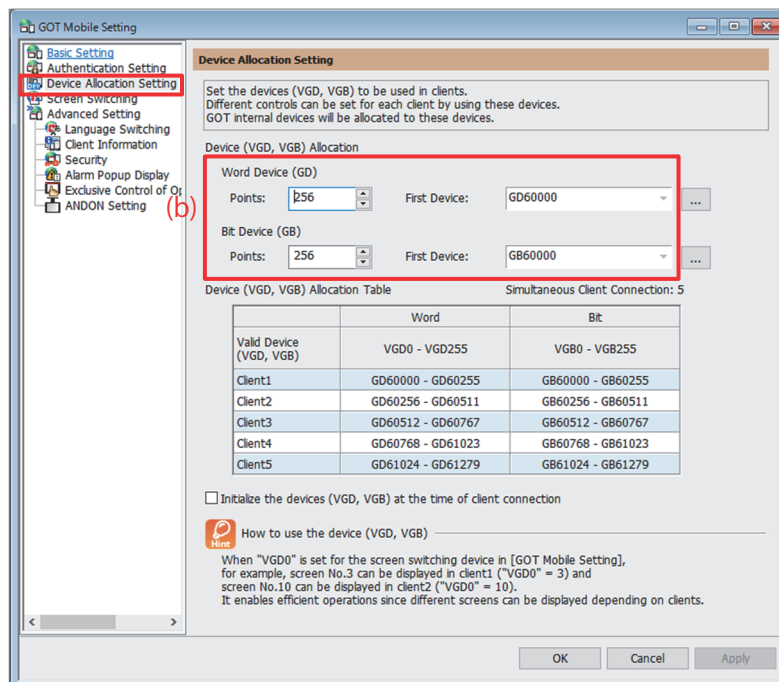 GOT Mobile Setting
Basic Setting
Authentication Setting
Device Allocation Setting
Screen Switching
Advanced Setting
Language Switching
Client Information
Security
Alarm Popup Display
Exclusive Control of Op
ANDON Setting
Device Allocation Setting
Set the devices (VGD, VGB) to be used in clients.
Different controls can be set for each client by using these devices.
GOT internal devices will be allocated to these devices.
Device (VGD, VGB) Allocation
(b)
Word Device (GD)
Points: 256 First Device: GD60000 ...
Bit Device (GB)
Points: 256 First Device: GB60000 ...
Device (VGD, VGB) Allocation Table Simultaneous Client Connection: 5
Word Bit
Valid Device
(VGD, VGB) VGD0 - VGD255 VGB0 - VGB255
Client1 GD60000 - GD60255 GB60000 - GB60255
Client2 GD60256 - GD60511 GB60256 - GB60511
Client3 GD60512 - GD60767 GB60512 - GB60767
Client4 GD60768 - GD61023 GB60768 - GB61023
Client5 GD61024 - GD61279 GB61024 - GB61279
Initialize the devices (VGD, VGB) at the time of client connection
Hint How to use the device (VGD, VGB)
When "VGD0" is set for the screen switching device in [GOT Mobile Setting],
for example, screen No.3 can be displayed in client1 ("VGD0" = 3) and
screen No.10 can be displayed in client2 ("VGD0" = 10).
It enables efficient operations since different screens can be displayed depending on clients.
OK Cancel Apply